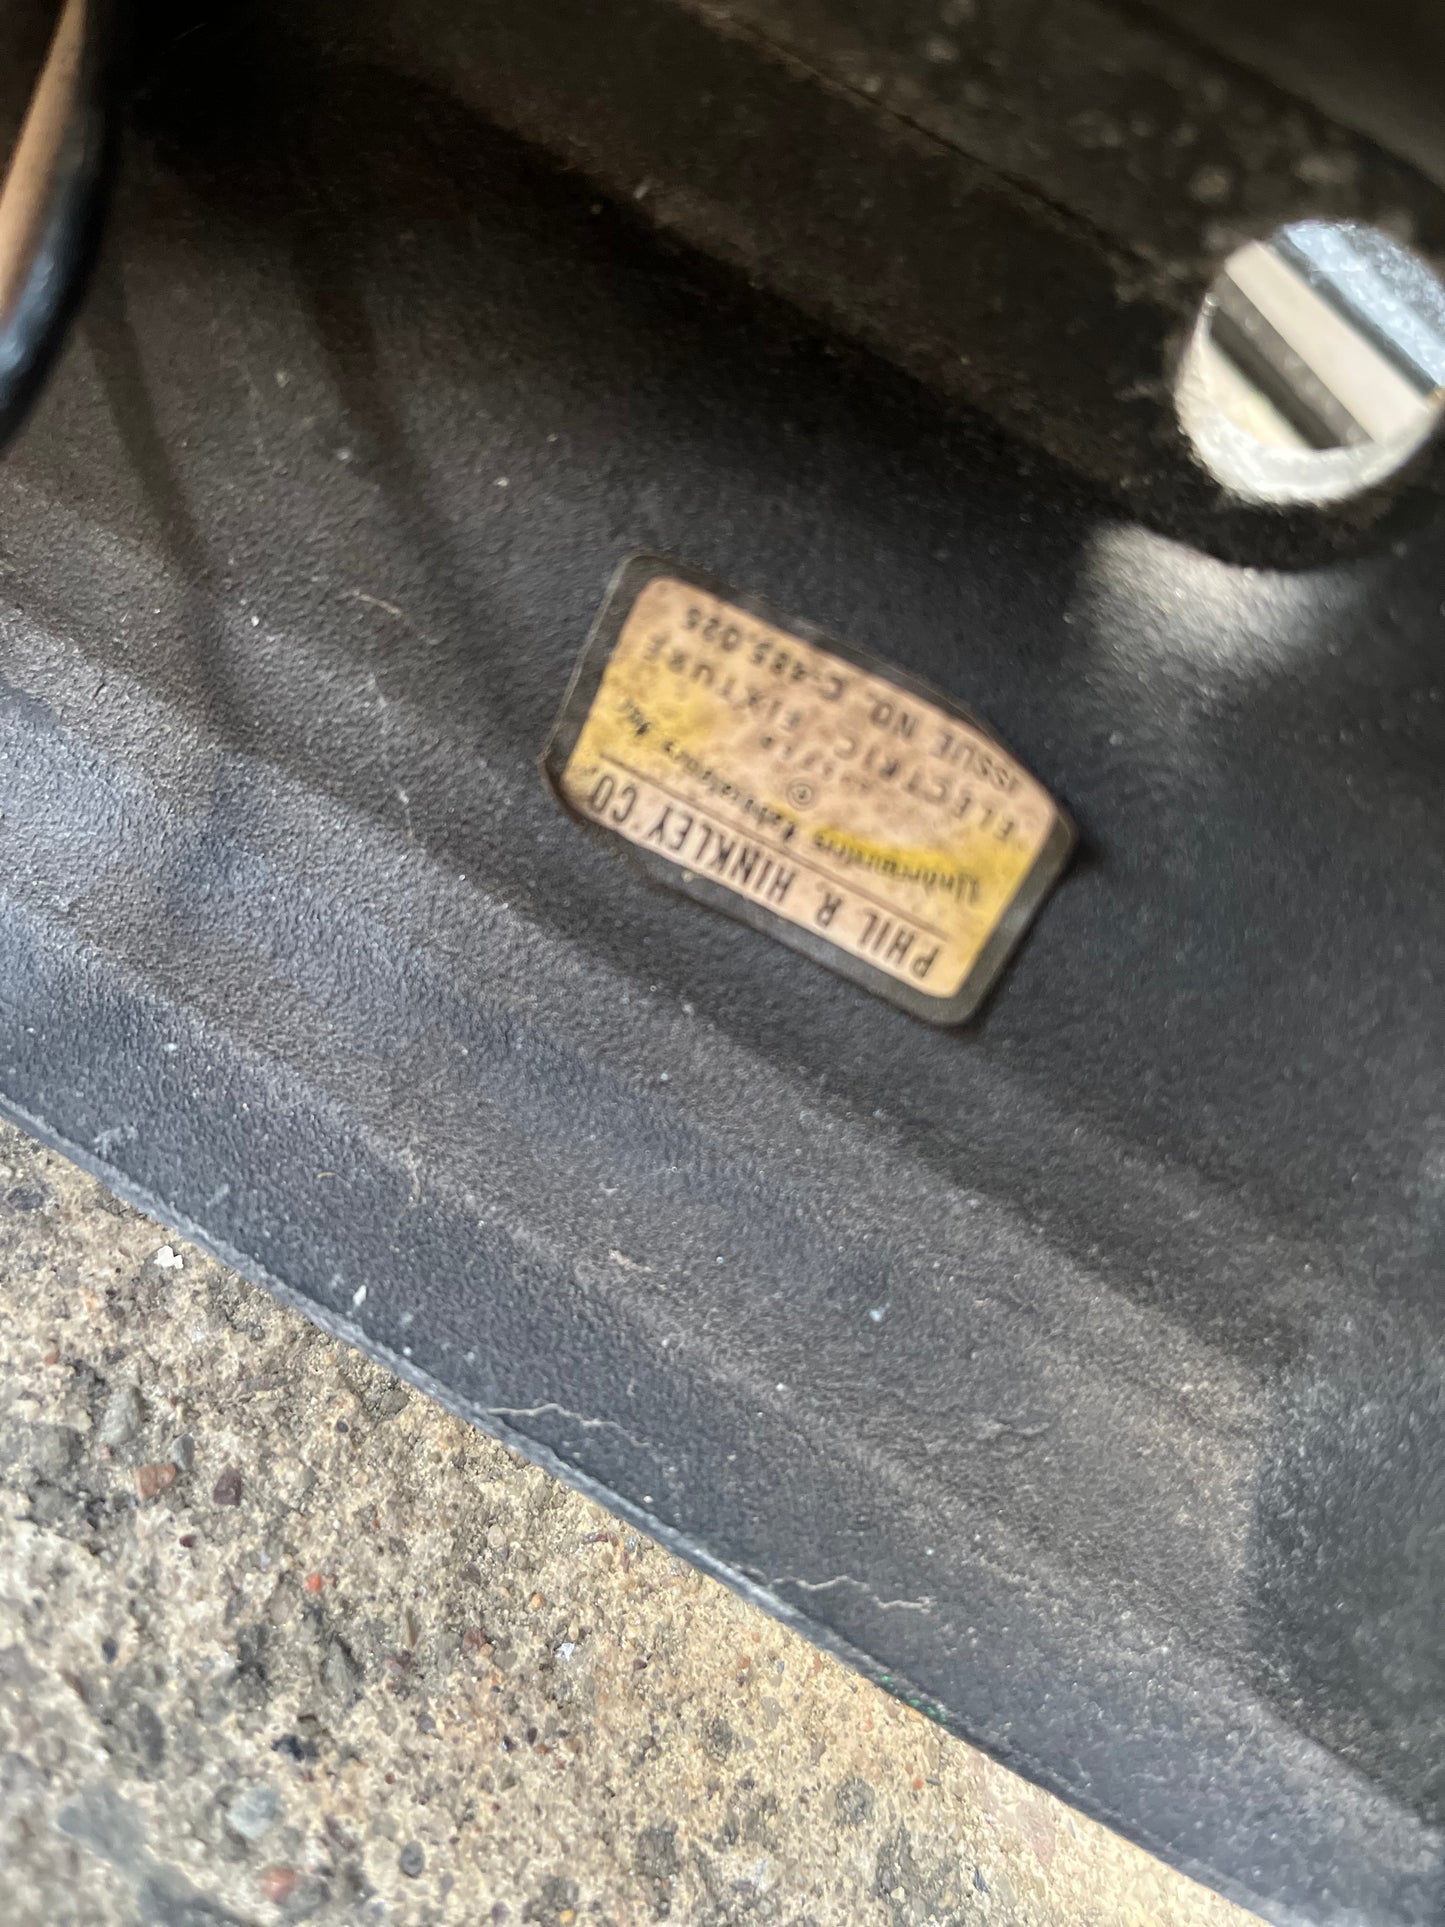 PHIL R. HINKLEY CO.
Underwriters Laboratories Inc.
®
ELECTRIC FIXTURE
ISSUE NO. C-485,025